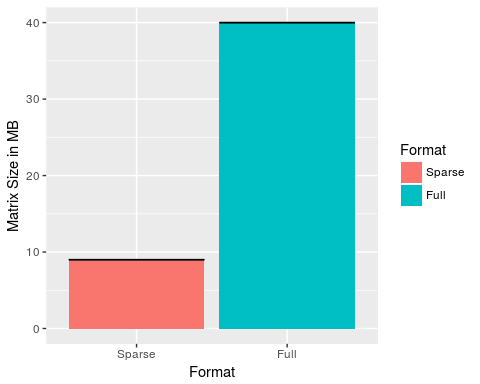 40
30
20
10
0
Matrix Size in MB
Sparse
Full
Format
Format
Sparse
Full